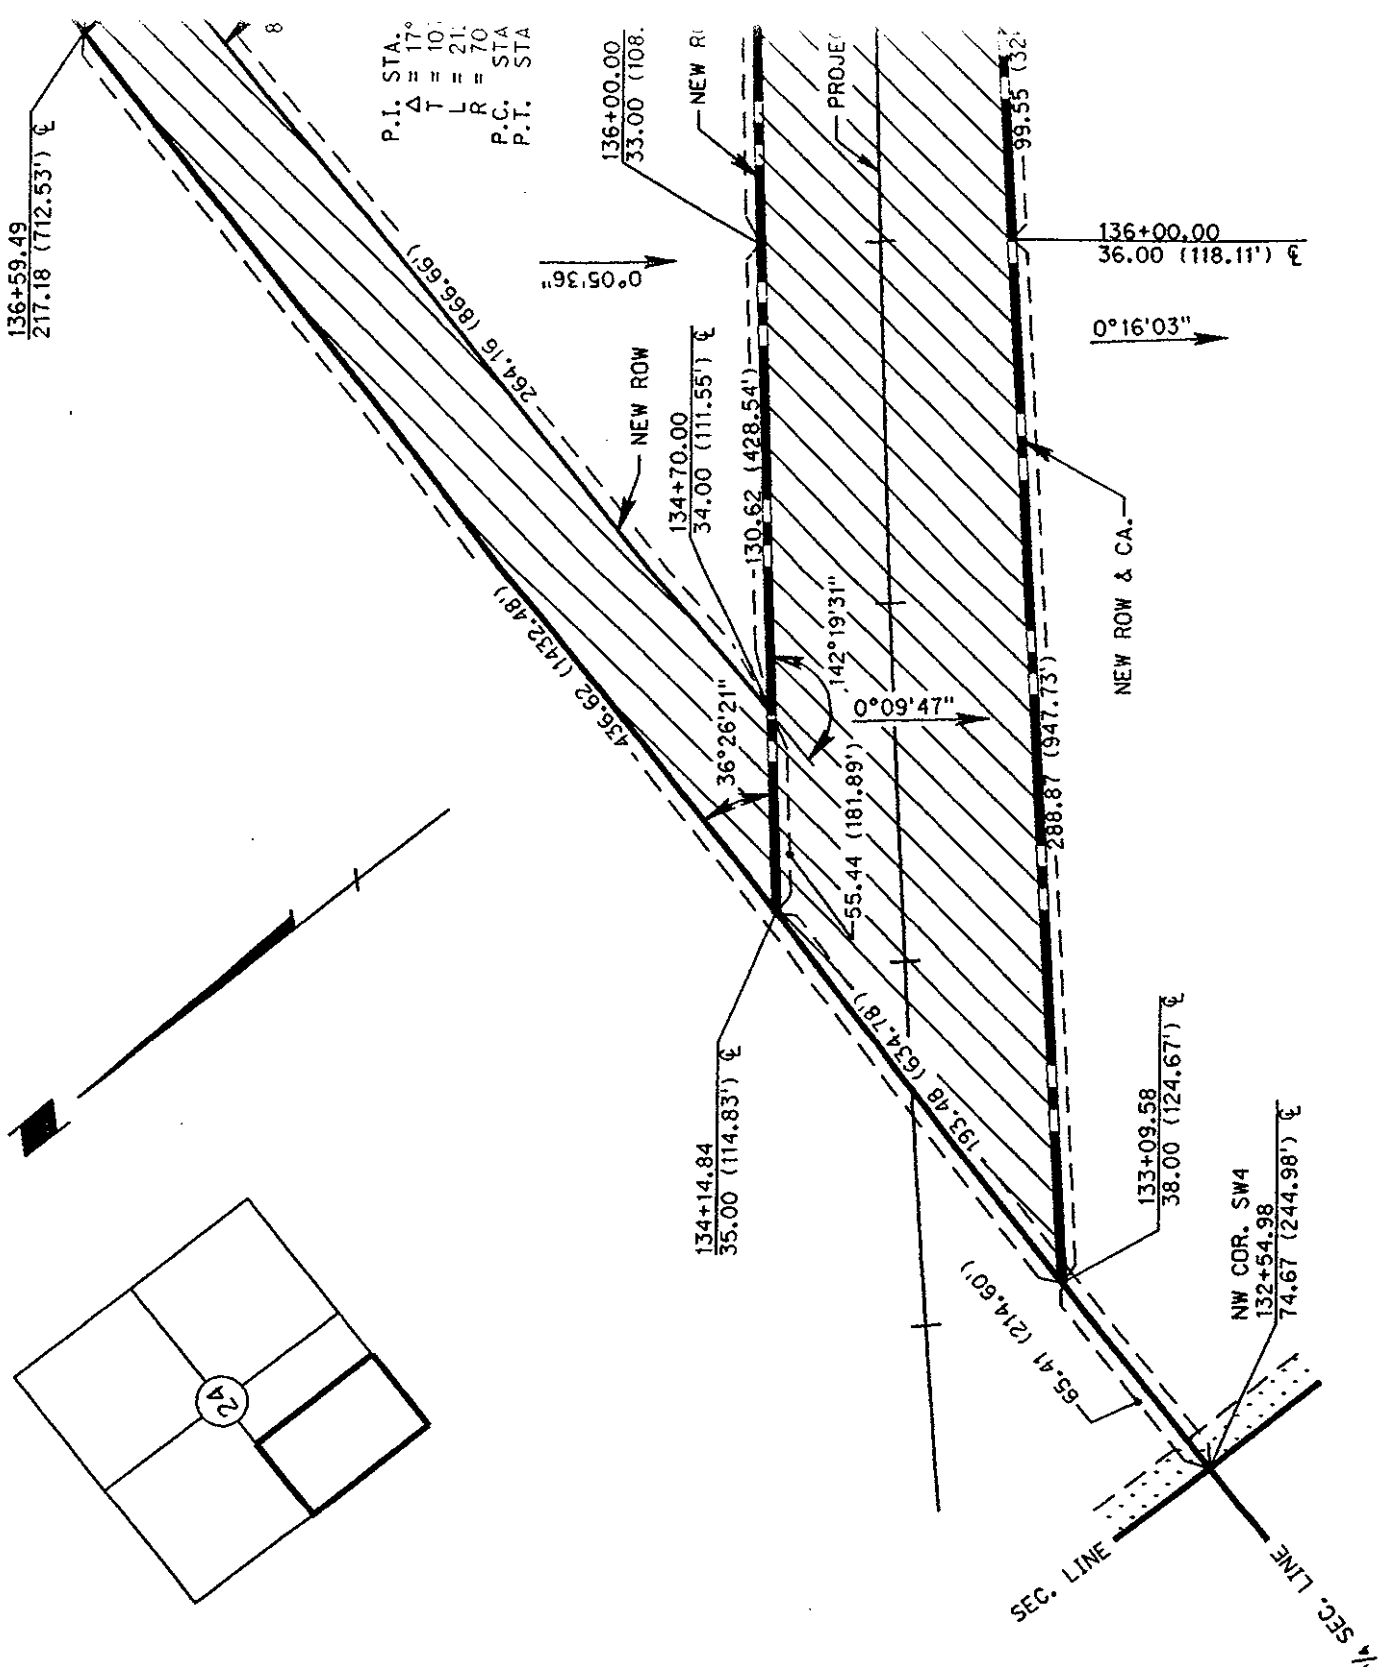 136+59.49
217.18 (712.53') ℄
8
P.I. STA.
Δ = 17°
T = 10
L = 21
R = 70
P.C. STA
P.T. STA
136+00.00
33.00 (108.
NEW R
PROJE
99.55 (32
264.16 (866.66')
0°05'36"
136+00.00
36.00 (118.11') ℄
0°16'03"
NEW ROW
134+70.00
34.00 (111.55') ℄
130.62 (428.54')
436.62 (1432.48')
36°26'21"
142°19'31"
0°09'47"
NEW ROW & CA.
288.87 (947.73')
55.44 (181.89')
193.48 (634.78')
134+14.84
35.00 (114.83') ℄
133+09.58
38.00 (124.67') ℄
NW COR. SW4
132+54.98
74.67 (244.98') ℄
65.41 (214.60')
24
SEC. LINE
¼ SEC. LINE